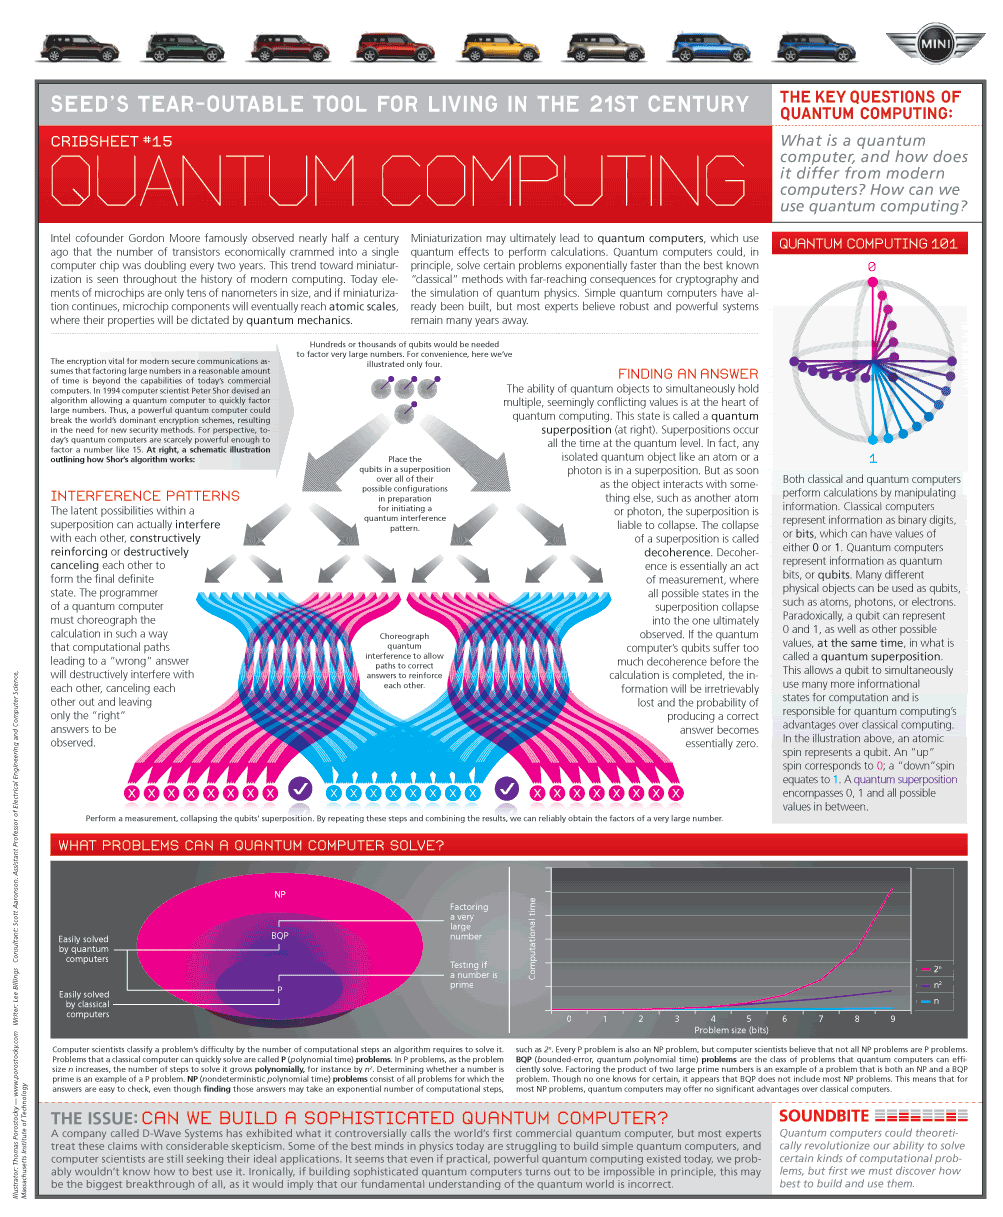 MINI
SEED'S TEAR-OUTABLE TOOL FOR LIVING IN THE 21ST CENTURY
CRIBSHEET #15
QUANTUM COMPUTING
THE KEY QUESTIONS OF
QUANTUM COMPUTING:
What is a quantum
computer, and how does
it differ from modern
computers? How can we
use quantum computing?
Intel cofounder Gordon Moore famously observed nearly half a century
ago that the number of transistors economically crammed into a single
computer chip was doubling every two years. This trend toward miniatur-
ization is seen throughout the history of modern computing. Today ele-
ments of microchips are only tens of nanometers in size, and if miniaturiza-
tion continues, microchip components will eventually reach atomic scales,
where their properties will be dictated by quantum mechanics.
Miniaturization may ultimately lead to quantum computers, which use
quantum effects to perform calculations. Quantum computers could, in
principle, solve certain problems exponentially faster than the best known
"classical" methods with far-reaching consequences for cryptography and
the simulation of quantum physics. Simple quantum computers have al-
ready been built, but most experts believe robust and powerful systems
remain many years away.
QUANTUM COMPUTING 101
0
1
Both classical and quantum computers
perform calculations by manipulating
information. Classical computers
represent information as binary digits,
or bits, which can have values of
either 0 or 1. Quantum computers
represent information as quantum
bits, or qubits. Many different
physical objects can be used as qubits,
such as atoms, photons, or electrons.
Paradoxically, a qubit can represent
0 and 1, as well as other possible
values, at the same time, in what is
called a quantum superposition.
This allows a qubit to simultaneously
use many more informational
states for computation and is
responsible for quantum computing's
advantages over classical computing.
In the illustration above, an atomic
spin represents a qubit. An "up"
spin corresponds to 0; a "down"spin
equates to 1. A quantum superposition
encompasses 0, 1 and all possible
values in between.
The encryption vital for modern secure communications as-
sumes that factoring large numbers in a reasonable amount
of time is beyond the capabilities of today's commercial
computers. In 1994 computer scientist Peter Shor devised an
algorithm allowing a quantum computer to quickly factor
large numbers. Thus, a powerful quantum computer could
break the world's dominant encryption schemes, resulting
in the need for new security methods. For perspective, to-
day's quantum computers are scarcely powerful enough to
factor a number like 15. At right, a schematic illustration
outlining how Shor's algorithm works:
Hundreds or thousands of qubits would be needed
to factor very large numbers. For convenience, here we've
illustrated only four.
Place the
qubits in a superposition
over all of their
possible configurations
in preparation
for initiating a
quantum interference
pattern.
Choreograph
quantum
interference to allow
paths to correct
answers to reinforce
each other.
INTERFERENCE PATTERNS
The latent possibilities within a
superposition can actually interfere
with each other, constructively
reinforcing or destructively
canceling each other to
form the final definite
state. The programmer
of a quantum computer
must choreograph the
calculation in such a way
that computational paths
leading to a "wrong" answer
will destructively interfere with
each other, canceling each
other out and leaving
only the "right"
answers to be
observed.
FINDING AN ANSWER
The ability of quantum objects to simultaneously hold
multiple, seemingly conflicting values is at the heart of
quantum computing. This state is called a quantum
superposition (at right). Superpositions occur
all the time at the quantum level. In fact, any
isolated quantum object like an atom or a
photon is in a superposition. But as soon
as the object interacts with some-
thing else, such as another atom
or photon, the superposition is
liable to collapse. The collapse
of a superposition is called
decoherence. Decoher-
ence is essentially an act
of measurement, where
all possible states in the
superposition collapse
into the one ultimately
observed. If the quantum
computer's qubits suffer too
much decoherence before the
calculation is completed, the in-
formation will be irretrievably
lost and the probability of
producing a correct
answer becomes
essentially zero.
X X X X X X X X X X X X X X X X X X X X X X X X X X
Perform a measurement, collapsing the qubits' superposition. By repeating these steps and combining the results, we can reliably obtain the factors of a very large number.
WHAT PROBLEMS CAN A QUANTUM COMPUTER SOLVE?
NP
BQP
P
Easily solved
by quantum
computers
Easily solved
by classical
computers
Factoring
a very
large
number
Testing if
a number is
prime
Computational time
0 1 2 3 4 5 6 7 8 9
Problem size (bits)
2ⁿ
n²
n
Computer scientists classify a problem's difficulty by the number of computational steps an algorithm requires to solve it.
Problems that a classical computer can quickly solve are called P (polynomial time) problems. In P problems, as the problem
size n increases, the number of steps to solve it grows polynomially, for instance by n². Determining whether a number is
prime is an example of a P problem. NP (nondeterministic polynomial time) problems consist of all problems for which the
answers are easy to check, even though finding those answers may take an exponential number of computational steps,
such as 2ⁿ. Every P problem is also an NP problem, but computer scientists believe that not all NP problems are P problems.
BQP (bounded-error, quantum polynomial time) problems are the class of problems that quantum computers can effi-
ciently solve. Factoring the product of two large prime numbers is an example of a problem that is both an NP and a BQP
problem. Though no one knows for certain, it appears that BQP does not include most NP problems. This means that for
most NP problems, quantum computers may offer no significant advantages over classical computers.
THE ISSUE: CAN WE BUILD A SOPHISTICATED QUANTUM COMPUTER?
A company called D-Wave Systems has exhibited what it controversially calls the world's first commercial quantum computer, but most experts
treat these claims with considerable skepticism. Some of the best minds in physics today are struggling to build simple quantum computers, and
computer scientists are still seeking their ideal applications. It seems that even if practical, powerful quantum computing existed today, we prob-
ably wouldn't know how to best use it. Ironically, if building sophisticated quantum computers turns out to be impossible in principle, this may
be the biggest breakthrough of all, as it would imply that our fundamental understanding of the quantum world is incorrect.
SOUNDBITE
Quantum computers could theoreti-
cally revolutionize our ability to solve
certain kinds of computational prob-
lems, but first we must discover how
best to build and use them.
Illustrator: Thomas Porostocky — www.porostocky.com Writer: Lee Billings Consultant: Scott Aaronson, Assistant Professor of Electrical Engineering and Computer Science,
Massachusetts Institute of Technology